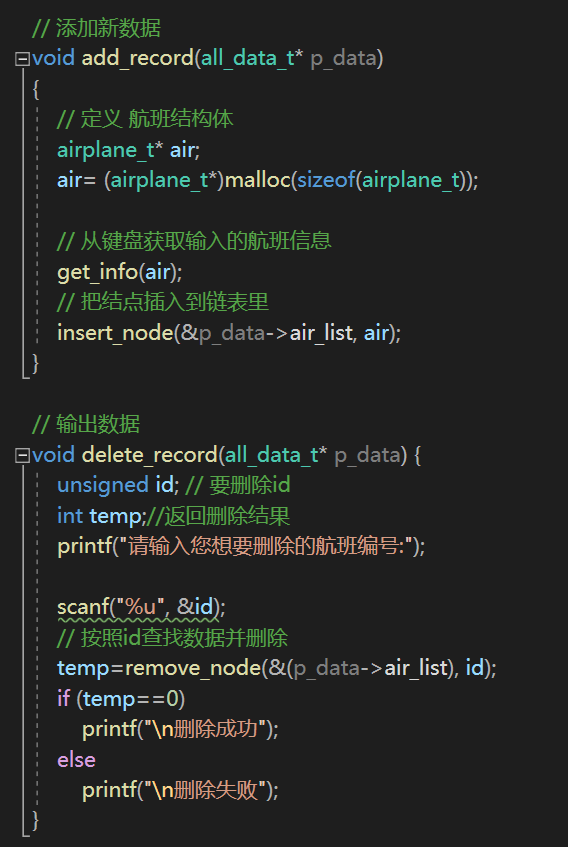 // 添加新数据
void add_record(all_data_t* p_data)
{
// 定义 航班结构体
airplane_t* air;
air= (airplane_t*)malloc(sizeof(airplane_t));
// 从键盘获取输入的航班信息
get_info(air);
// 把结点插入到链表里
insert_node(&p_data->air_list, air);
}
// 输出数据
void delete_record(all_data_t* p_data) {
unsigned id; // 要删除id
int temp;//返回删除结果
printf("请输入您想要删除的航班编号:");
scanf("%u", &id);
// 按照id查找数据并删除
temp=remove_node(&(p_data->air_list), id);
if (temp==0)
printf("\n删除成功");
else
printf("\n删除失败");
}